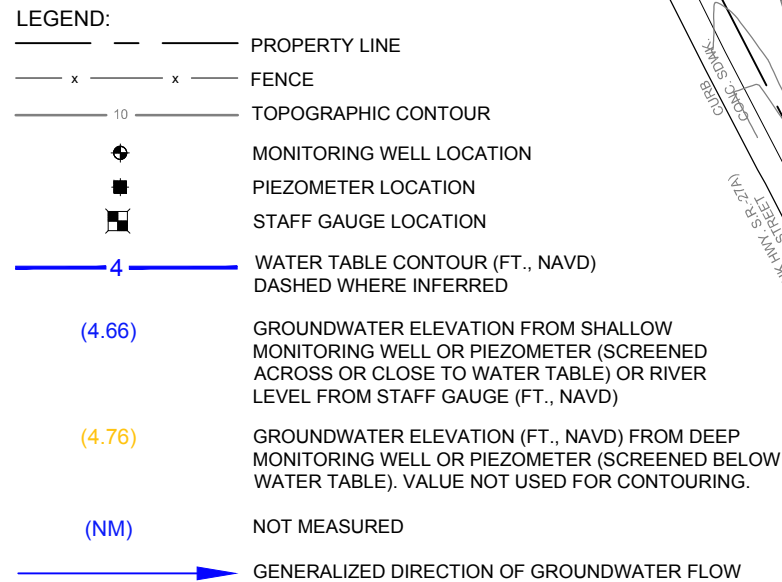 LEGEND:
PROPERTY LINE
x x FENCE
10 TOPOGRAPHIC CONTOUR
MONITORING WELL LOCATION
PIEZOMETER LOCATION
STAFF GAUGE LOCATION
4 WATER TABLE CONTOUR (FT., NAVD)
DASHED WHERE INFERRED
(4.66) GROUNDWATER ELEVATION FROM SHALLOW
MONITORING WELL OR PIEZOMETER (SCREENED
ACROSS OR CLOSE TO WATER TABLE) OR RIVER
LEVEL FROM STAFF GAUGE (FT., NAVD)
(4.76) GROUNDWATER ELEVATION (FT., NAVD) FROM DEEP
MONITORING WELL OR PIEZOMETER (SCREENED BELOW
WATER TABLE). VALUE NOT USED FOR CONTOURING.
(NM) NOT MEASURED
GENERALIZED DIRECTION OF GROUNDWATER FLOW
CURB
CONC. SDWK.
HWY. S.R.-27A)
STREET